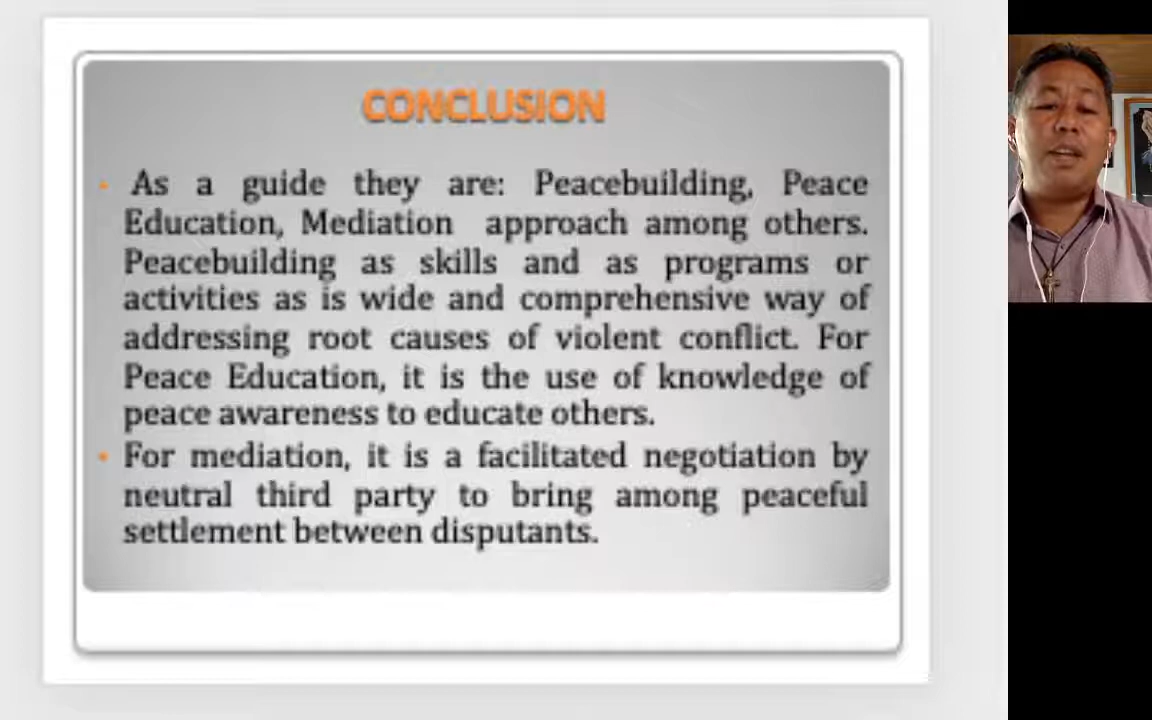 CONCLUSION
As a guide they are: Peacebuilding, Peace
Education, Mediation approach among others.
Peacebuilding as skills and as programs or
activities as is wide and comprehensive way of
addressing root causes of violent conflict. For
Peace Education, it is the use of knowledge of
peace awareness to educate others.
For mediation, it is a facilitated negotiation by
neutral third party to bring among peaceful
settlement between disputants.